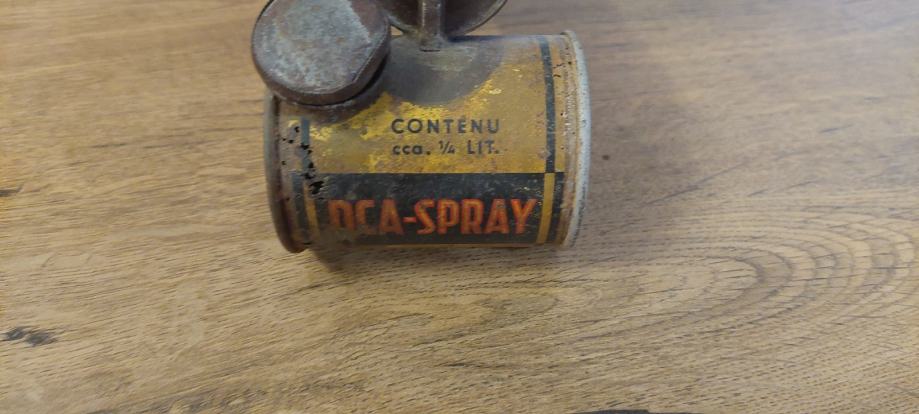 CONTENU
cca. ¼ LIT.
DCA-SPRAY